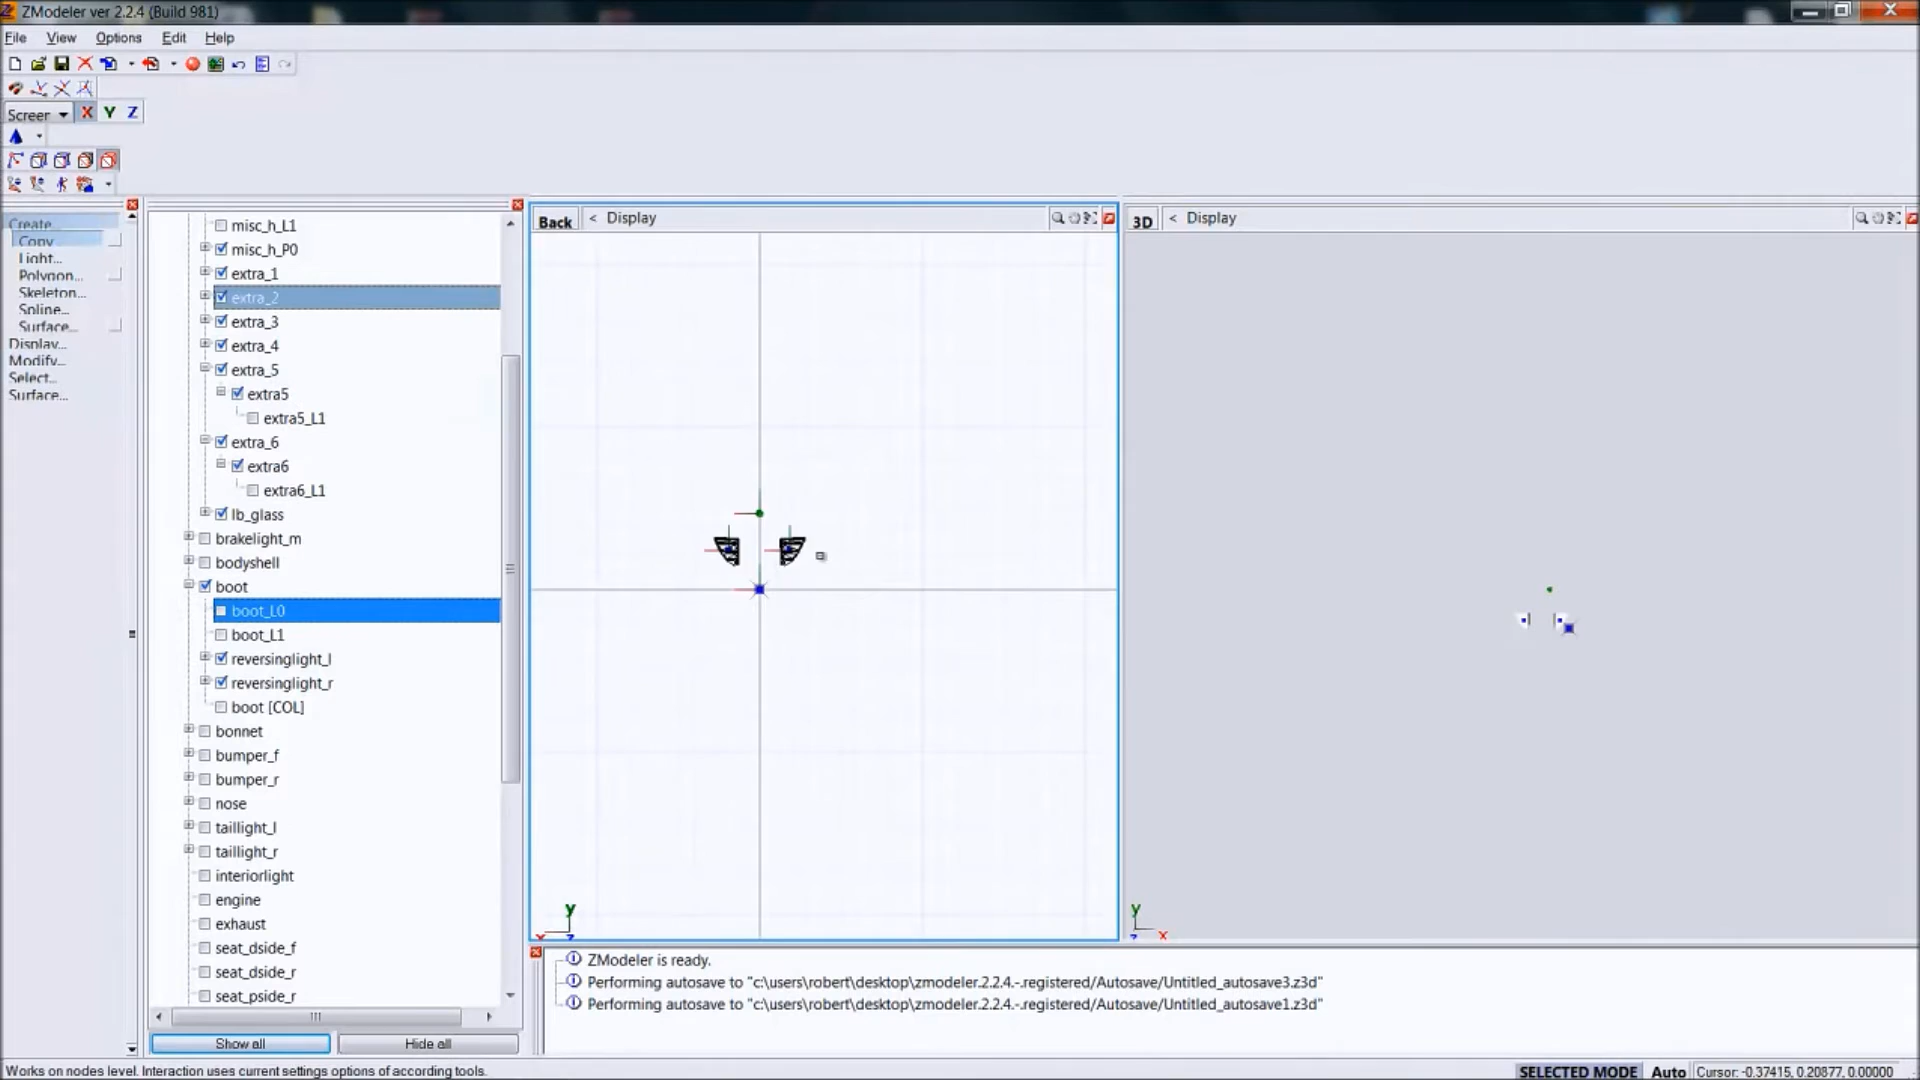 ZModeler ver 2.2.4 (Build 981)
File View Options Edit Help
Screer X Y Z
Create...
Copy
Light...
Polygon...
Skeleton...
Spline...
Surface...
Display...
Modify...
Select...
Surface...
misc_h_L1
misc_h_P0
extra_1
extra_2
extra_3
extra_4
extra_5
extra5
extra5_L1
extra_6
extra6
extra6_L1
lb_glass
brakelight_m
bodyshell
boot
boot_L0
boot_L1
reversinglight_l
reversinglight_r
boot [COL]
bonnet
bumper_f
bumper_r
nose
taillight_l
taillight_r
interiorlight
engine
exhaust
seat_dside_f
seat_dside_r
seat_pside_r
Show all Hide all
Back < Display
y
x
z
3D < Display
y
z
x
ZModeler is ready.
Performing autosave to "c:\users\robert\desktop\zmodeler.2.2.4.-.registered/Autosave/Untitled_autosave3.z3d"
Performing autosave to "c:\users\robert\desktop\zmodeler.2.2.4.-.registered/Autosave/Untitled_autosave1.z3d"
Works on nodes level. Interaction uses current settings options of according tools.
SELECTED MODE Auto Cursor: -0.37415, 0.20877, 0.00000